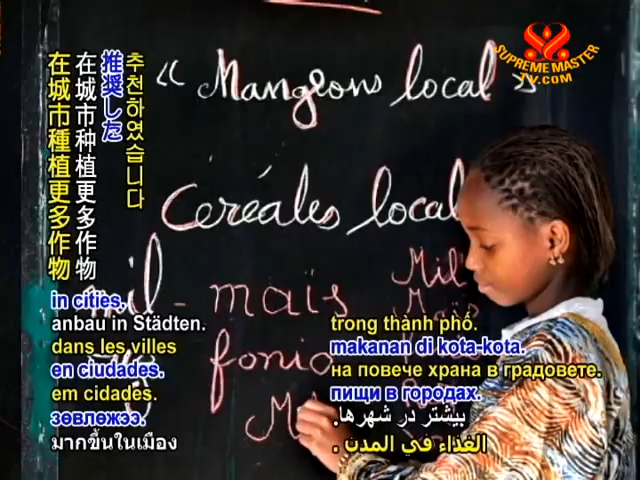 SUPREME MASTER
TV.COM
추천하였습니다
推奨した
在城市种植更多作物
在城市種植更多作物
« Mangeons local »
Céréales local
mil - maïs
fonio
Mil
Maïs
in cities.
anbau in Städten.
dans les villes
en ciudades.
em cidades.
зөвлөжээ.
มากขึ้นในเมือง
trong thành phố.
makanan di kota-kota.
на повече храна в градовете.
пищи в городах.
بیشتر در شهرها.
الغذاء في المدن.